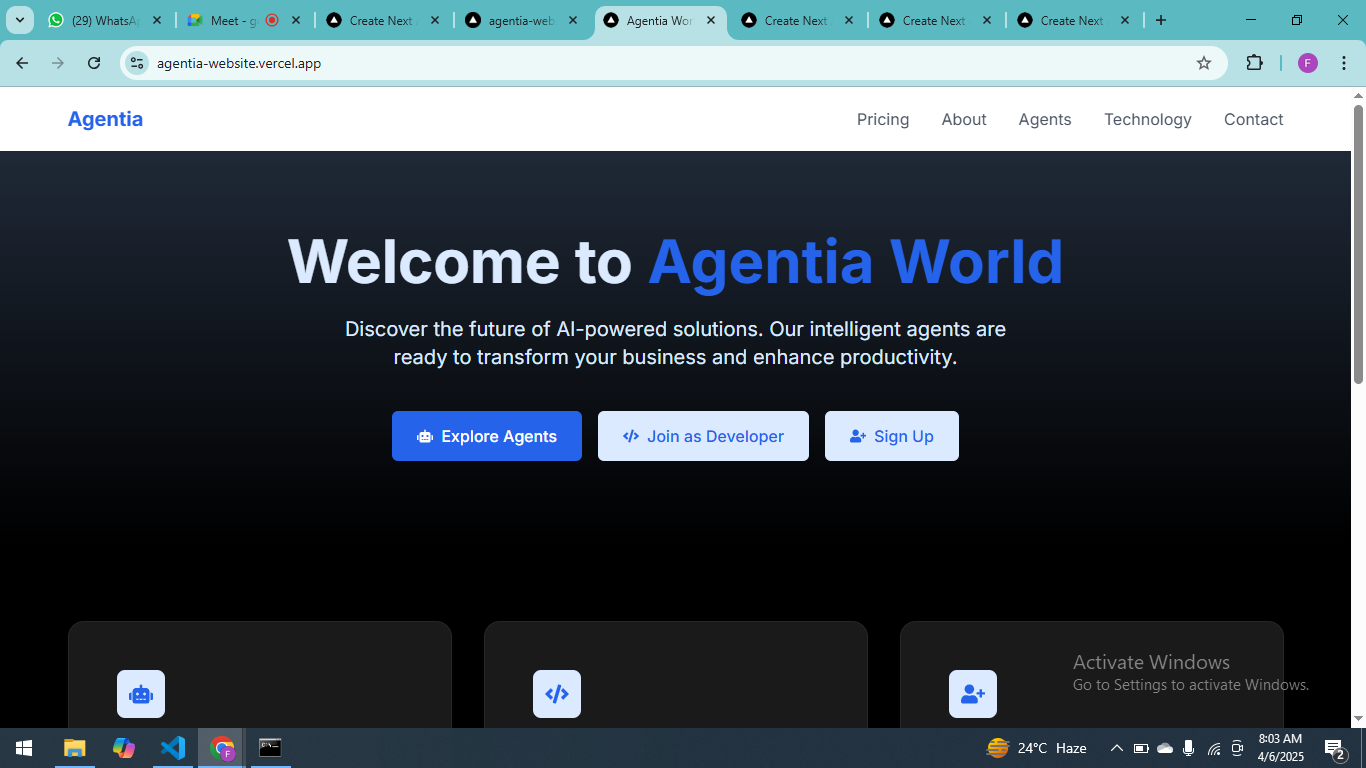 (29) WhatsA
Meet - g
Create Next
agentia-web
Agentia Wor
Create Next
Create Next
Create Next
agentia-website.vercel.app
F
Agentia
Pricing
About
Agents
Technology
Contact
Welcome to Agentia World
Discover the future of AI-powered solutions. Our intelligent agents are
ready to transform your business and enhance productivity.
Explore Agents
Join as Developer
Sign Up
Activate Windows
Go to Settings to activate Windows.
F
24°C Haze
8:03 AM
4/6/2025
2